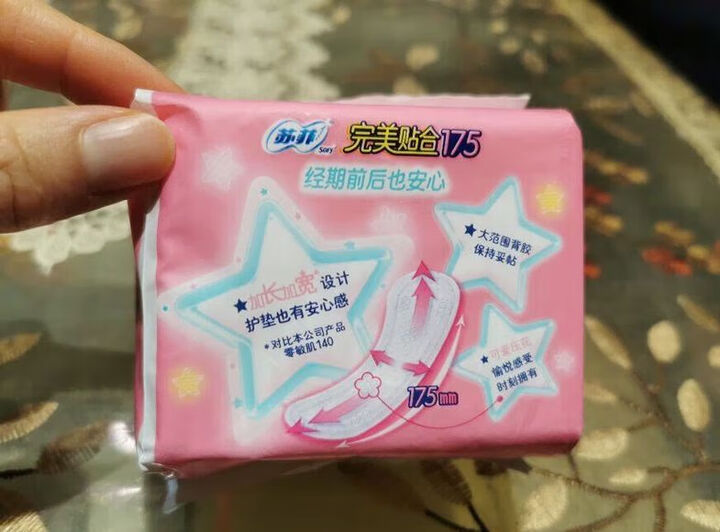 苏菲
Sofy
完美贴合175
经期前后也安心
大范围背胶
保持妥帖
加长加宽*设计
护垫也有安心感
*对比本公司产品
零敏肌140
可爱压花
愉悦感受
时刻拥有
175mm